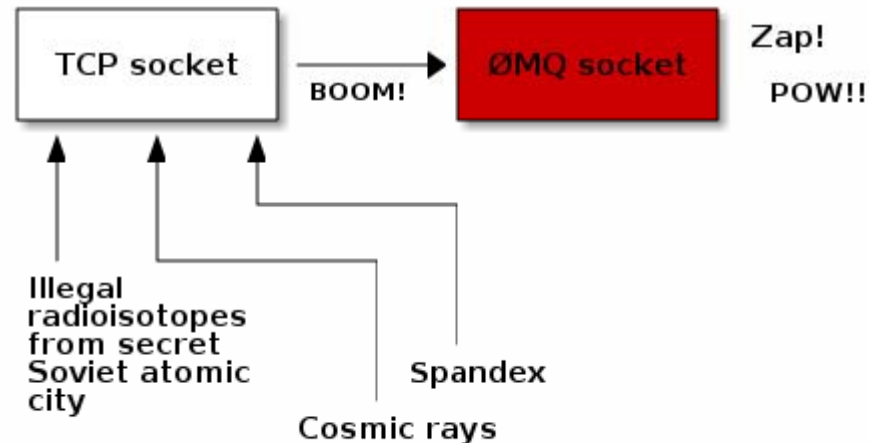 TCP socket
BOOM!
ØMQ socket
Zap!
POW!!
Illegal
radioisotopes
from secret
Soviet atomic
city
Spandex
Cosmic rays